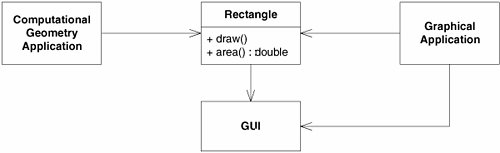 Computational
Geometry
Application
Rectangle
+ draw()
+ area() : double
Graphical
Application
GUI